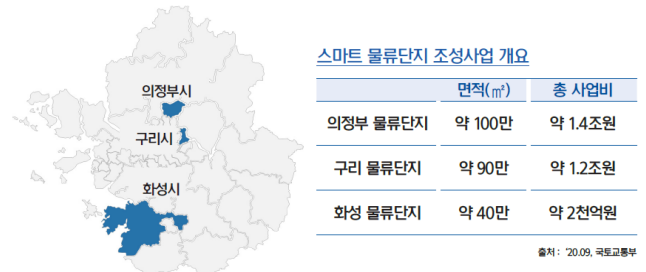 의정부시
구리시
화성시
스마트 물류단지 조성사업 개요
면적(㎡) 총 사업비
의정부 물류단지 약 100만 약 1.4조원
구리 물류단지 약 90만 약 1.2조원
화성 물류단지 약 40만 약 2천억원
출처 : '20.09, 국토교통부